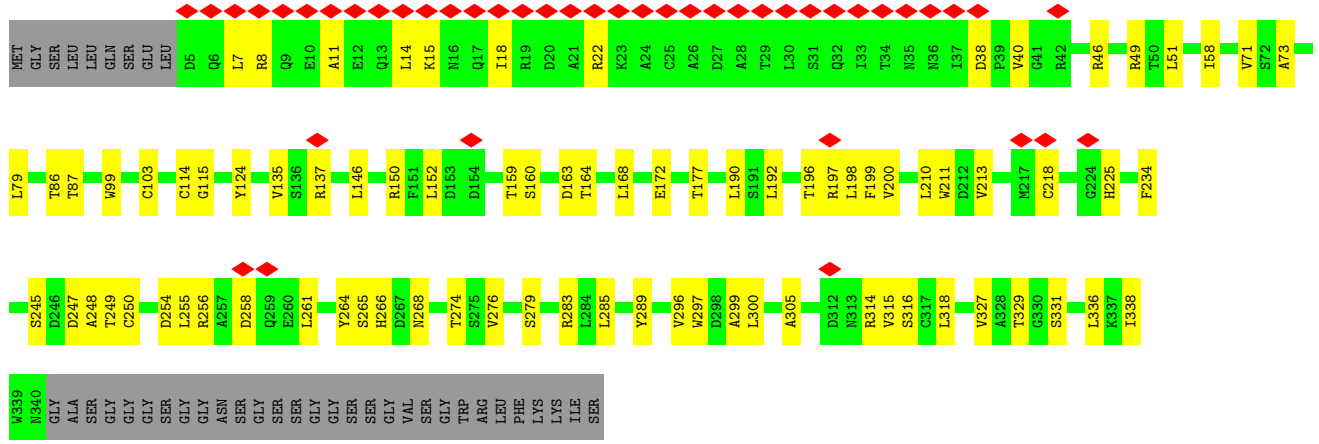 MET GLY SER LEU LEU GLN SER GLU LEU D5 Q6 L7 R8 Q9 E10 A11 E12 Q13 L14 K15 N16 Q17 I18 R19 D20 A21 R22 K23 A24 C25 A26 D27 A28 T29 L30 S31 Q32 I33 T34 N35 N36 I37 D38 P39 V40 G41 R42 R46 R49 T50 L51 I58 V71 S72 A73
L79 T86 T87 W99 C103 C114 G115 Y124 V135 S136 R137 L146 R150 F151 L152 D153 D154 T159 S160 D163 T164 L168 E172 T177 L190 S191 L192 T196 R197 L198 F199 V200 L210 W211 D212 V213 M217 C218 G224 H225 F234
S245 D246 D247 A248 T249 C250 D254 L255 R256 A257 D258 Q259 E260 L261 Y264 S265 H266 D267 N268 T274 S275 V276 S279 R283 L284 L285 Y289 V296 W297 D298 A299 L300 A305 D312 N313 R314 V315 S316 C317 L318 V327 A328 T329 G330 S331 L336 K337 I338
W339 N340 GLY ALA SER GLY GLY GLY SER GLY GLY ASN SER GLY SER SER GLY GLY SER SER GLY VAL SER GLY TRP ARG LEU PHE LYS LYS ILE SER